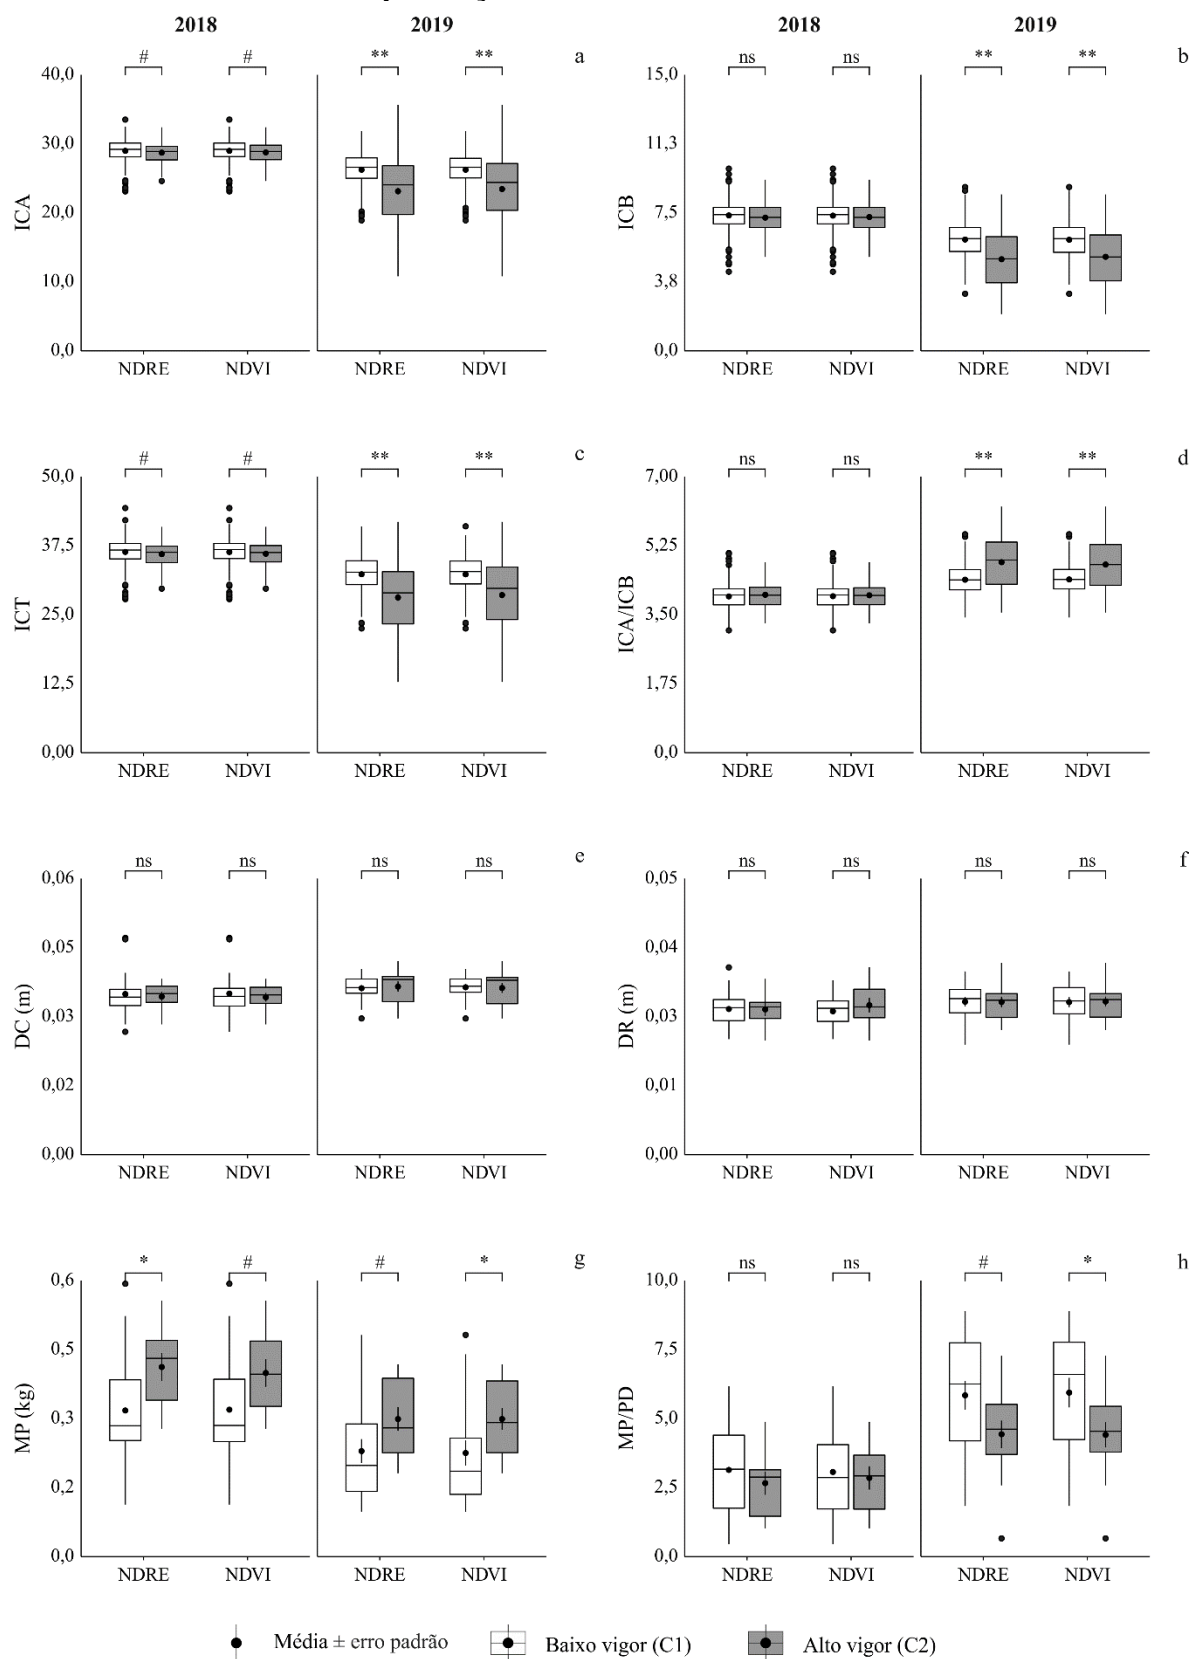 2018 2019 2018 2019
# # ** ** a ns ns ** ** b
40,0 15,0
30,0 11,3
ICA 20,0 ICB 7,5
10,0 3,8
0,0 0,0
NDRE NDVI NDRE NDVI NDRE NDVI NDRE NDVI
# # ** ** c ns ns ** ** d
50,0 7,00
37,5 5,25
ICT 25,0 ICA/ICB 3,50
12,5 1,75
0,00 0,0
NDRE NDVI NDRE NDVI NDRE NDVI NDRE NDVI
ns ns ns ns e ns ns ns ns f
0,06 0,05
0,05 0,04
DC (m) 0,03 DR (m) 0,03
0,02 0,01
0,00 0,00
NDRE NDVI NDRE NDVI NDRE NDVI NDRE NDVI
* # # * g ns ns # * h
0,6 10,0
0,5 7,5
MP (kg) 0,3 MP/PD 5,0
0,2 2,5
0,0 0,0
NDRE NDVI NDRE NDVI NDRE NDVI NDRE NDVI
Média ± erro padrão Baixo vigor (C1) Alto vigor (C2)